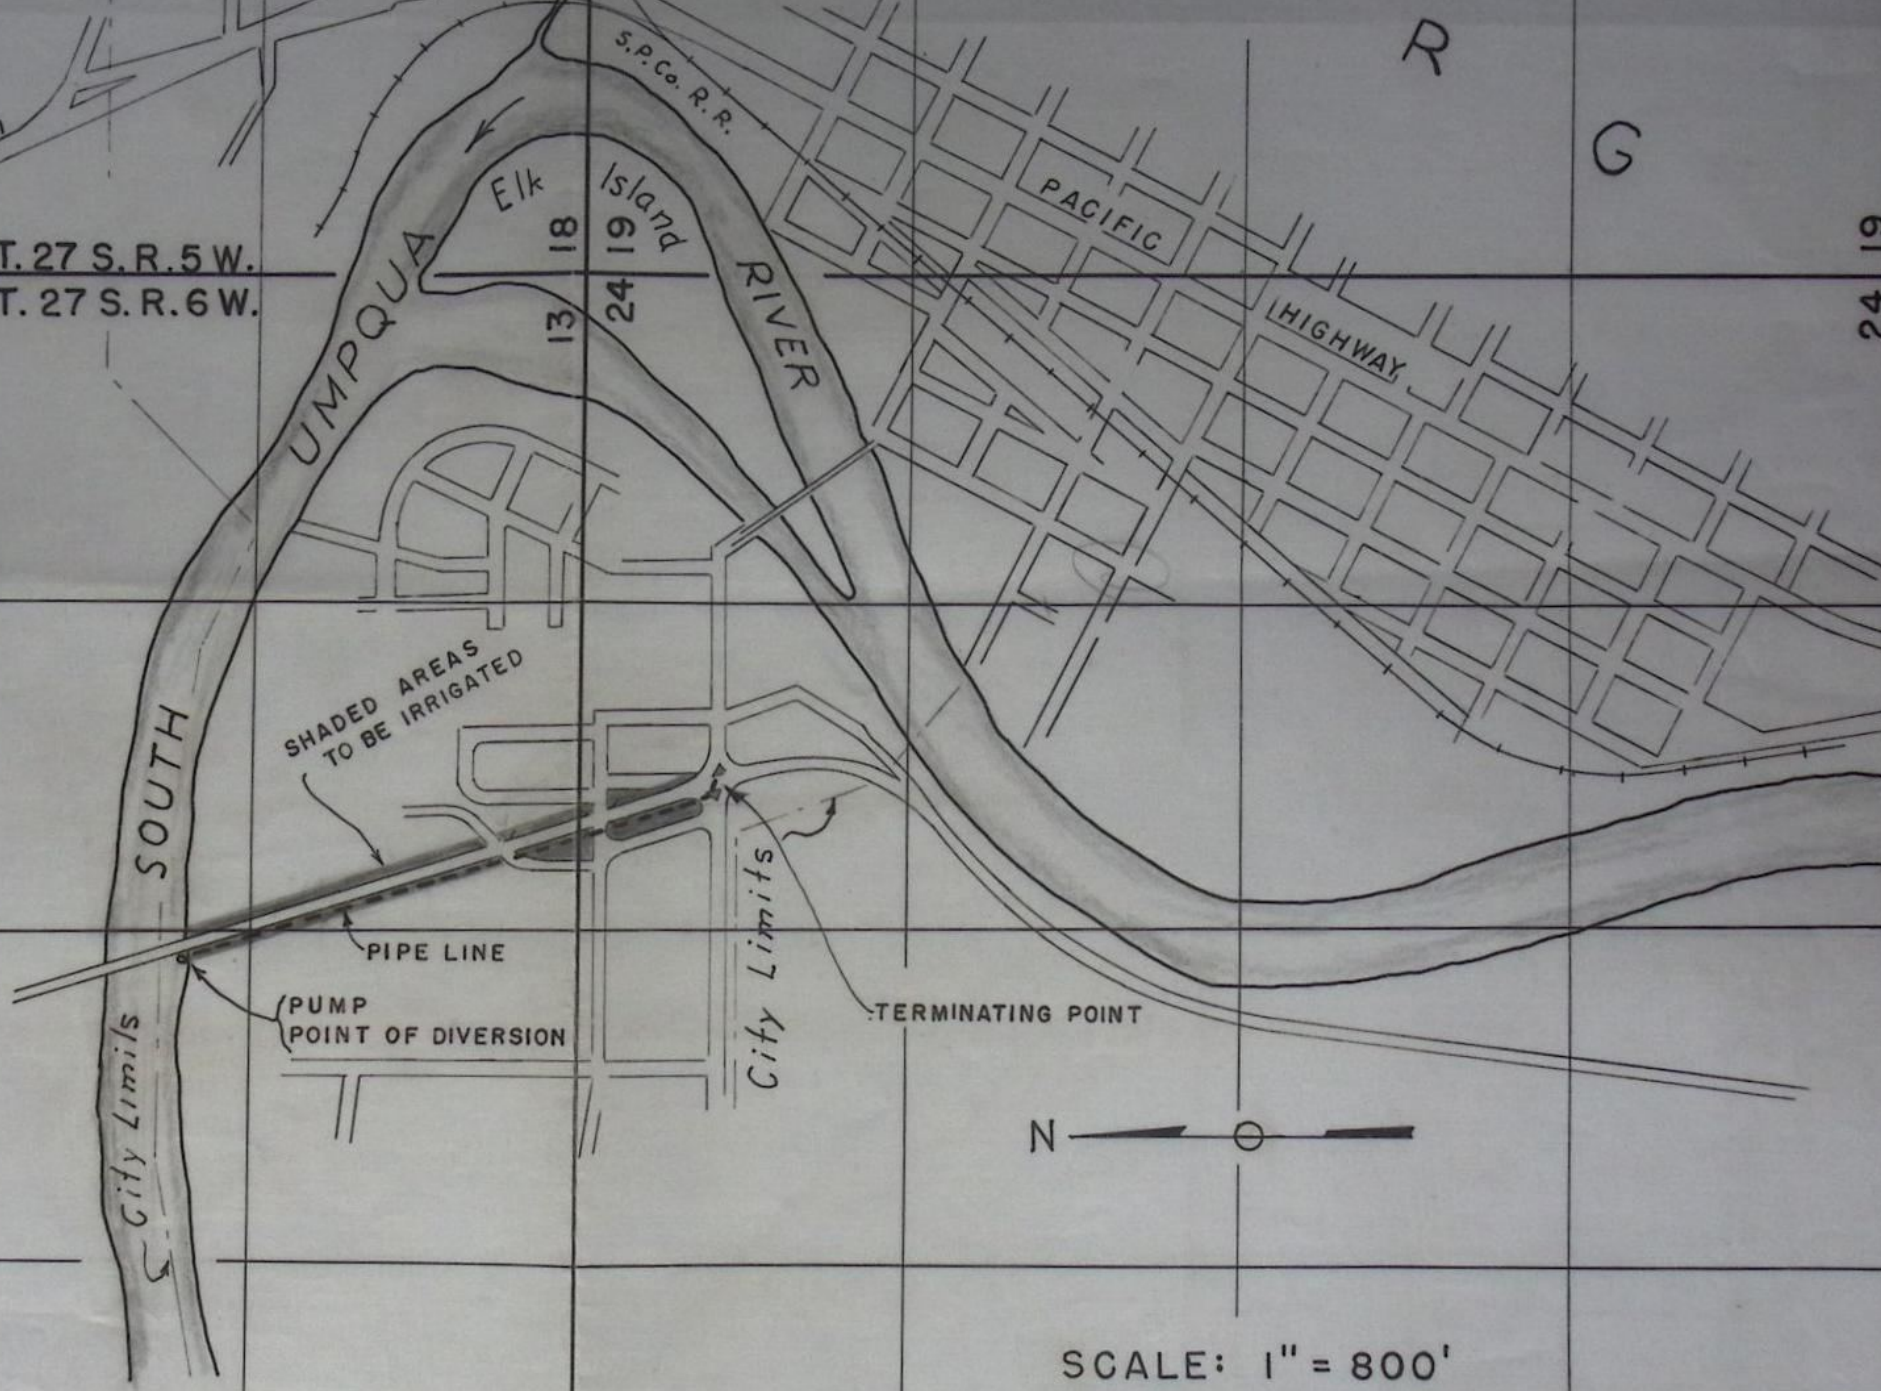 R
G
S.P.Co. R.R.
Elk Island
PACIFIC
HIGHWAY
18 19
13 24
19
24
T. 27 S. R. 5 W.
T. 27 S. R. 6 W.
SOUTH UMPQUA RIVER
SHADED AREAS
TO BE IRRIGATED
PIPE LINE
PUMP
POINT OF DIVERSION
City Limits
City Limits
TERMINATING POINT
N
SCALE: 1" = 800'